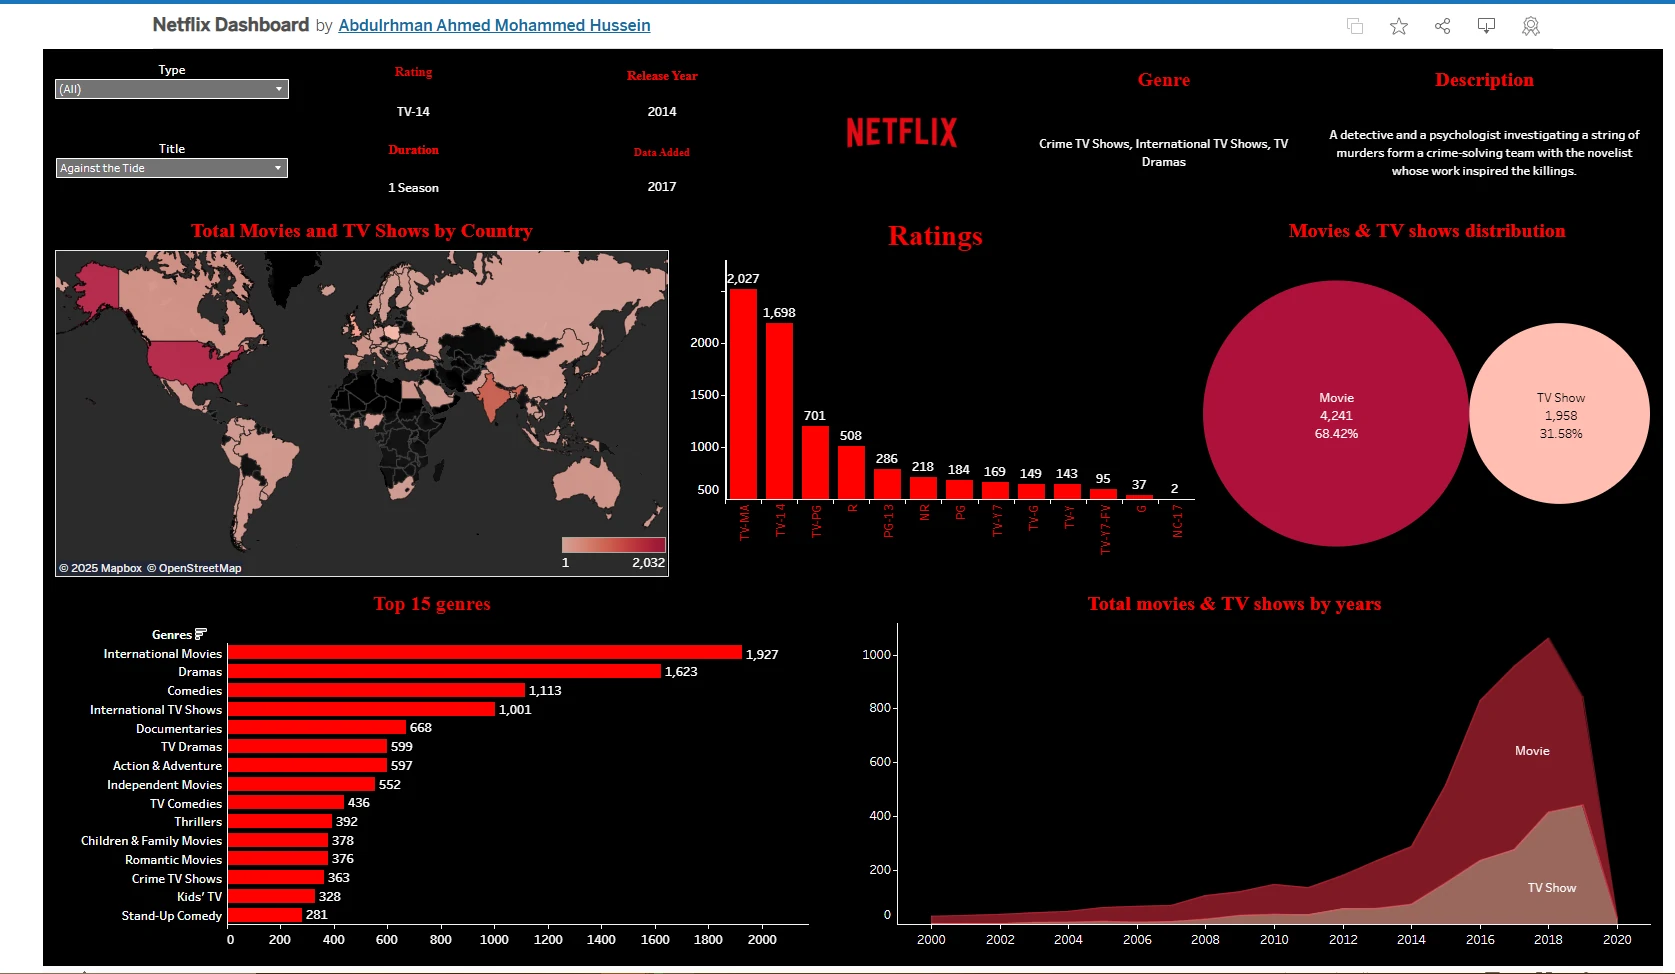 Netflix Dashboard by Abdulrhman Ahmed Mohammed Hussein
Type
(All)
Title
Against the Tide
Rating
TV-14
Duration
1 Season
Release Year
2014
Data Added
2017
NETFLIX
Genre
Crime TV Shows, International TV Shows, TV
Dramas
Description
A detective and a psychologist investigating a string of
murders form a crime-solving team with the novelist
whose work inspired the killings.
Total Movies and TV Shows by Country
1 2,032
© 2025 Mapbox © OpenStreetMap
Ratings
2000
1500
1000
500
2,027
1,698
701
508
286
218
184
169
149
143
95
37
2
TV-MA
TV-14
TV-PG
R
PG-13
NR
PG
TV-Y7
TV-G
TV-Y
TV-Y7-FV
G
NC-17
Movies & TV shows distribution
Movie
4,241
68.42%
TV Show
1,958
31.58%
Top 15 genres
Genres
International Movies 1,927
Dramas 1,623
Comedies 1,113
International TV Shows 1,001
Documentaries 668
TV Dramas 599
Action & Adventure 597
Independent Movies 552
TV Comedies 436
Thrillers 392
Children & Family Movies 378
Romantic Movies 376
Crime TV Shows 363
Kids' TV 328
Stand-Up Comedy 281
0 200 400 600 800 1000 1200 1400 1600 1800 2000
Total movies & TV shows by years
1000
800
600
400
200
0
Movie
TV Show
2000 2002 2004 2006 2008 2010 2012 2014 2016 2018 2020